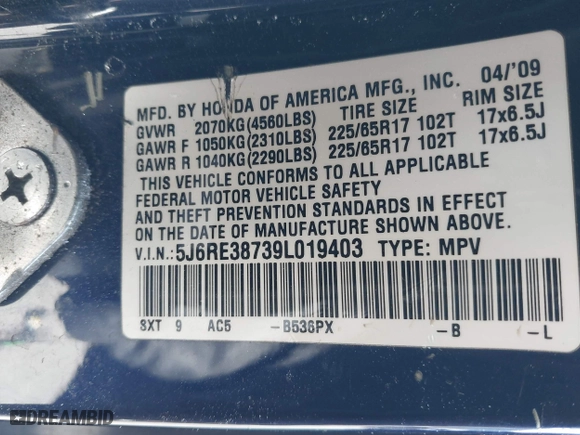 MFD. BY HONDA OF AMERICA MFG., INC. 04/'09
GVWR 2070KG(4560LBS) TIRE SIZE RIM SIZE
GAWR F 1050KG(2310LBS) 225/65R17 102T 17x6.5J
GAWR R 1040KG(2290LBS) 225/65R17 102T 17x6.5J
THIS VEHICLE CONFORMS TO ALL APPLICABLE
FEDERAL MOTOR VEHICLE SAFETY
AND THEFT PREVENTION STANDARDS IN EFFECT
ON THE DATE OF MANUFACTURE SHOWN ABOVE.
V.I.N.: 5J6RE38739L019403 TYPE: MPV
SXT 9 AC5 -B536PX -B -L
DREAMBID